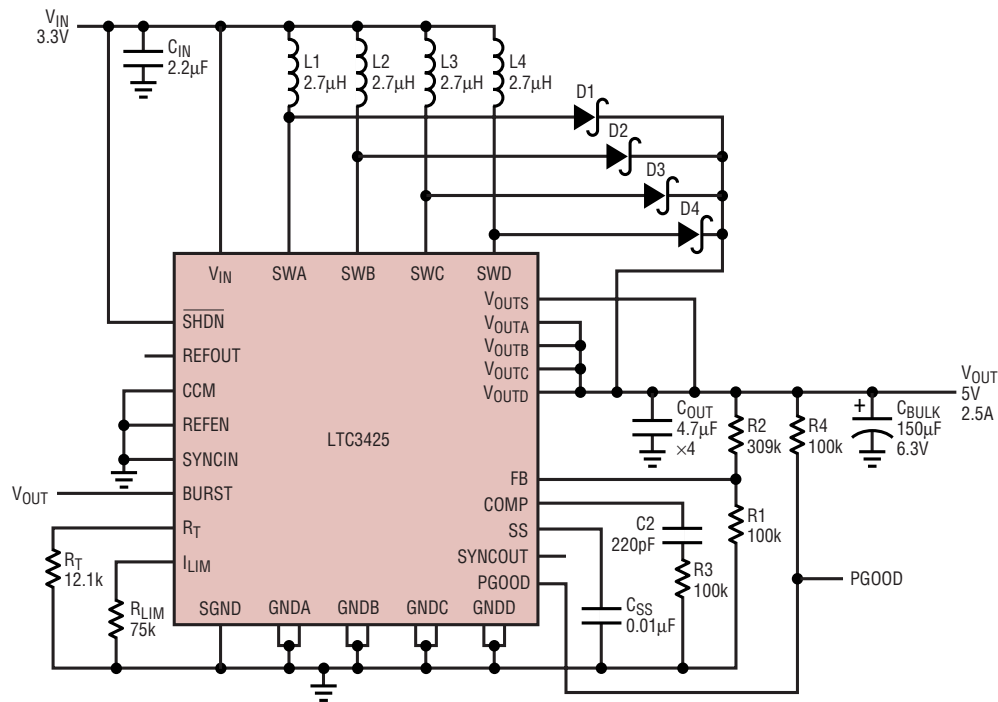 VIN
3.3V
CIN
2.2µF
L1
2.7µH
L2
2.7µH
L3
2.7µH
L4
2.7µH
D1
D2
D3
D4
VIN
SWA
SWB
SWC
SWD
SHDN
REFOUT
CCM
REFEN
SYNCIN
VOUT
BURST
RT
ILIM
LTC3425
VOUTS
VOUTA
VOUTB
VOUTC
VOUTD
FB
COMP
SS
SYNCOUT
PGOOD
SGND
GNDA
GNDB
GNDC
GNDD
RT
12.1k
RLIM
75k
COUT
4.7µF
×4
R2
309k
R4
100k
+
CBULK
150µF
6.3V
VOUT
5V
2.5A
C2
220pF
R3
100k
R1
100k
CSS
0.01µF
PGOOD